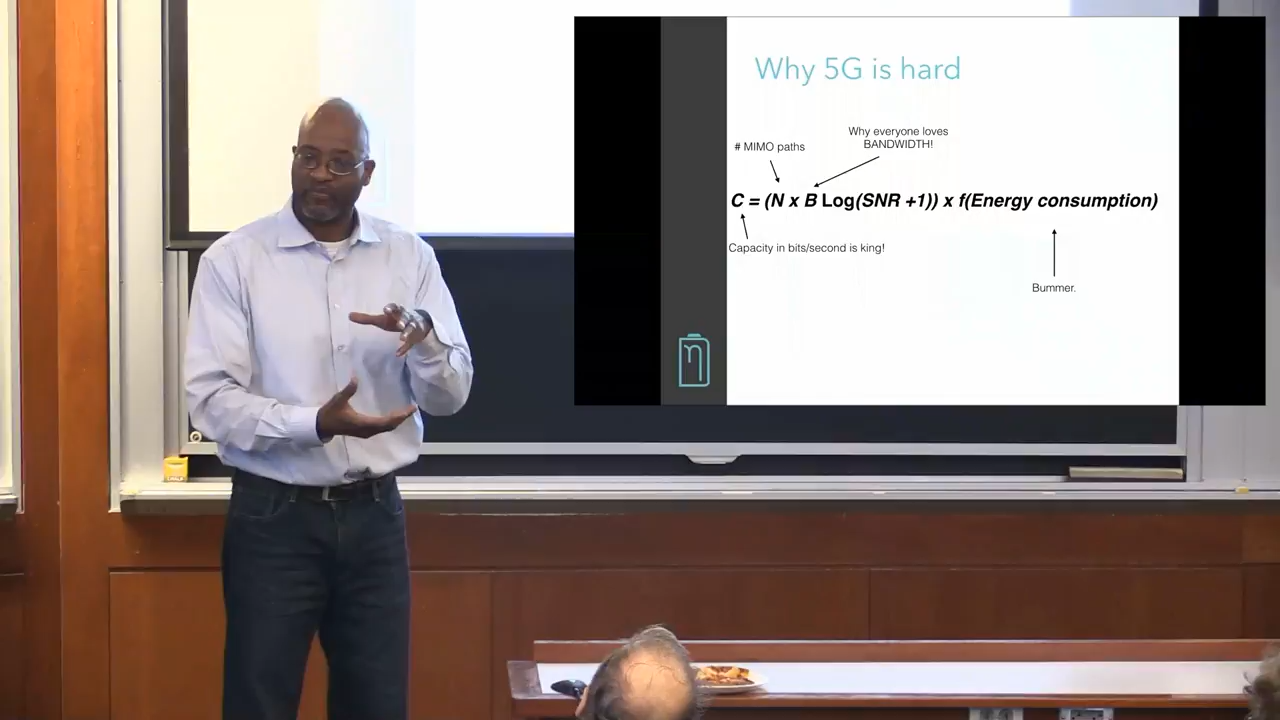 Why 5G is hard
Why everyone loves
BANDWIDTH!
# MIMO paths
C = (N x B Log(SNR +1)) x f(Energy consumption)
Capacity in bits/second is king!
Bummer.
η